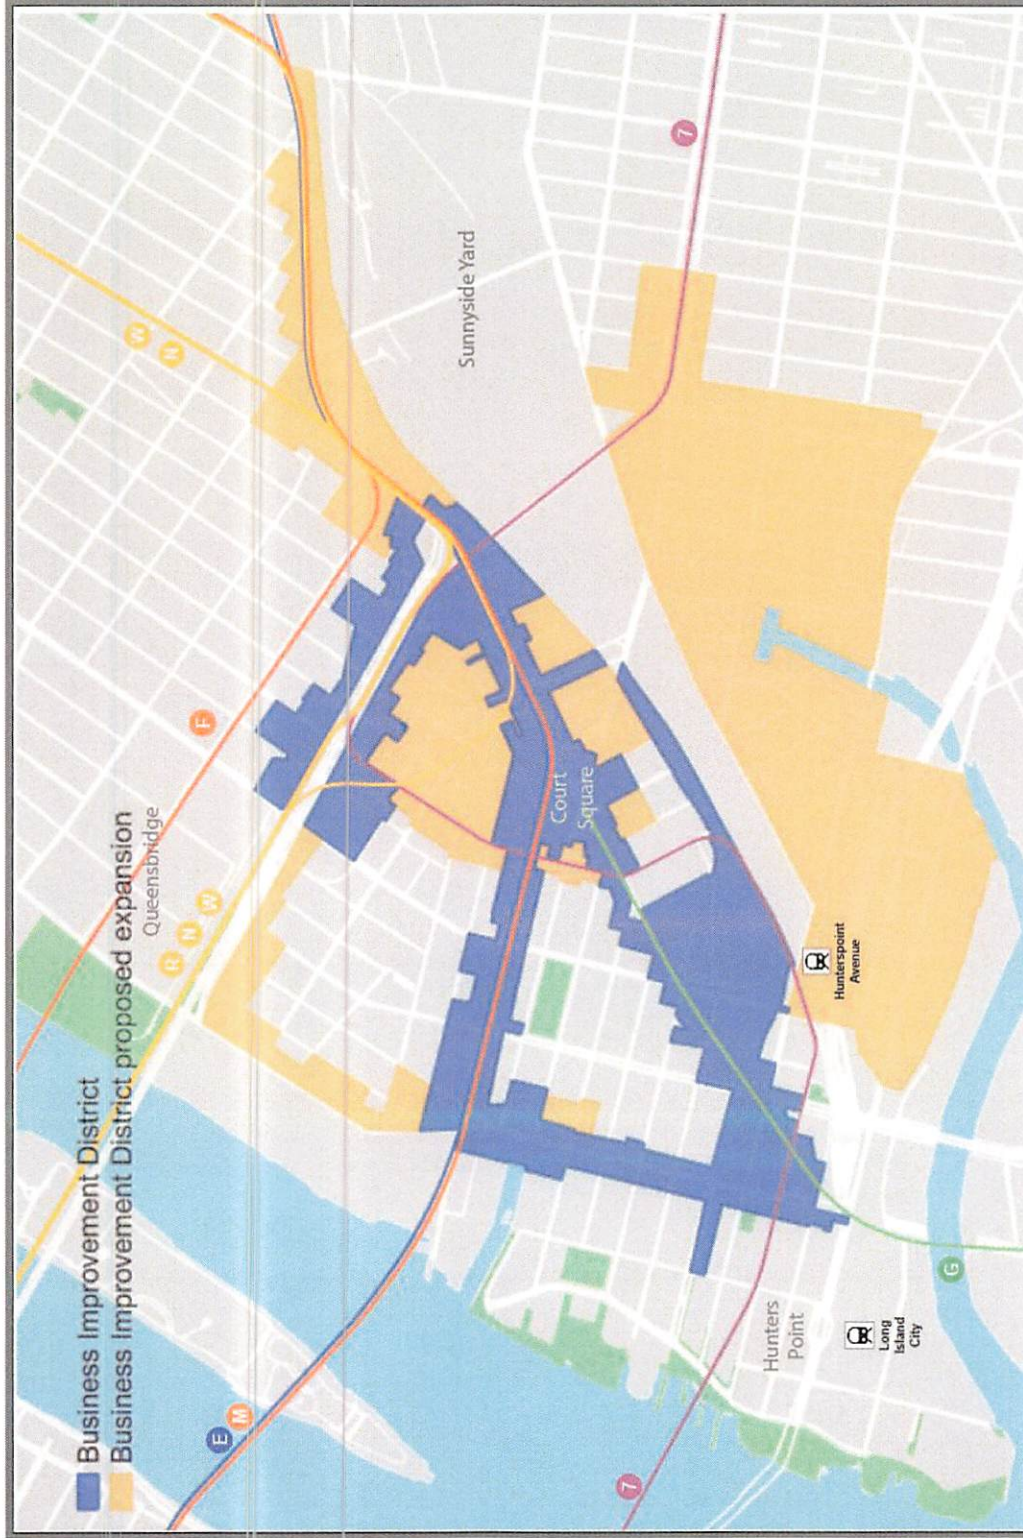 Business Improvement District
Business Improvement District proposed expansion
Queensbridge
E
M
R
N
W
F
N
W
7
Sunnyside Yard
Court
Square
Hunterspoint
Avenue
Hunters
Point
Long
Island
City
7
G